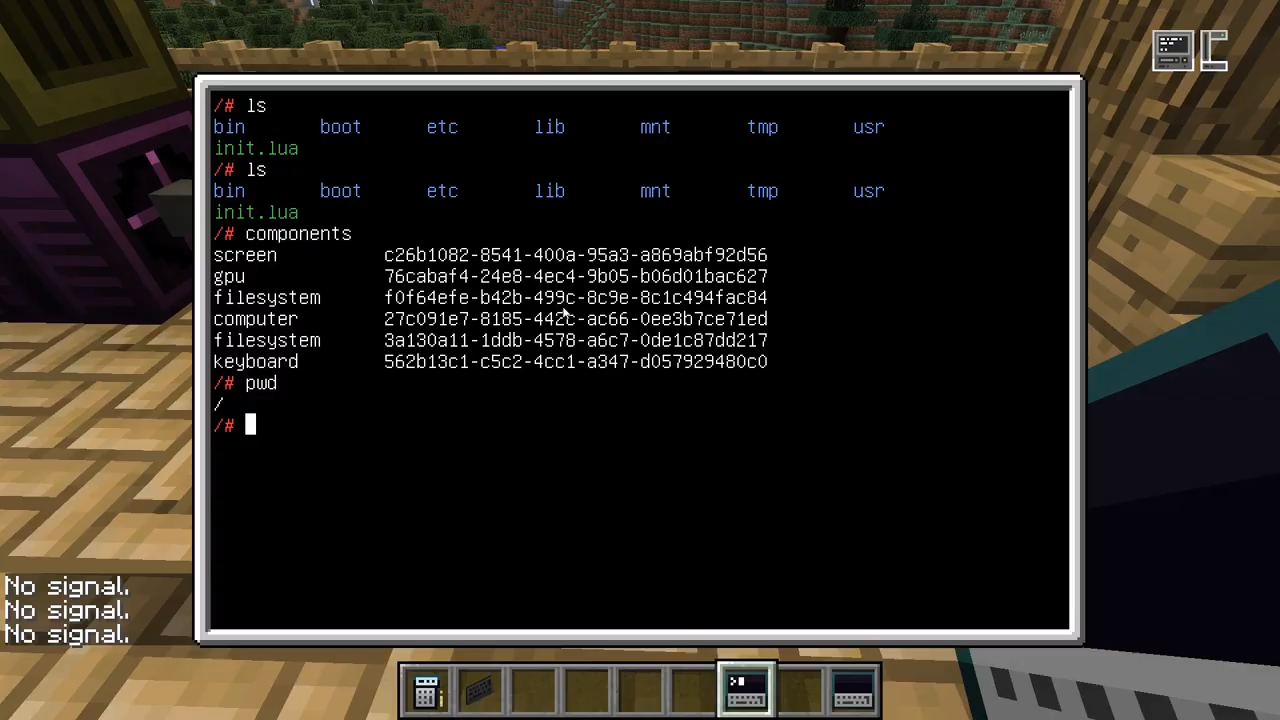 /# ls
bin boot etc lib mnt tmp usr
init.lua
/# ls
bin boot etc lib mnt tmp usr
init.lua
/# components
screen c26b1082-8541-400a-95a3-a869abf92d56
gpu 76cabaf4-24e8-4ec4-9b05-b06d01bac627
filesystem f0f64efe-b42b-499c-8c9e-8c1c494fac84
computer 27c091e7-8185-442c-ac66-0ee3b7ce71ed
filesystem 3a130a11-1ddb-4578-a6c7-0de1c87dd217
keyboard 562b13c1-c5c2-4cc1-a347-d057929480c0
/# pwd
/
/#
No signal.
No signal.
No signal.